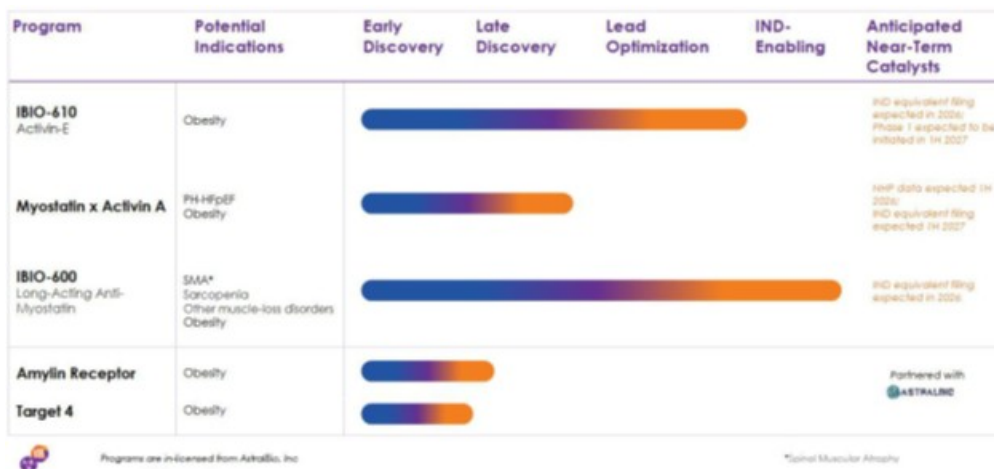 Program
Potential
Indications
Early
Discovery
Late
Discovery
Lead
Optimization
IND-
Enabling
Anticipated
Near-Term
Catalysts
IBIO-610
Activin-E
Obesity
IND equivalent filing
expected in 2026;
Phase 1 expected to be
initiated in 1H 2027
Myostatin x Activin A
PH-HFpEF
Obesity
NHP data expected 1H
2026;
IND equivalent filing
expected 1H 2027
IBIO-600
Long-Acting Anti-
Myostatin
SMA*
Sarcopenia
Other muscle-loss disorders
Obesity
IND equivalent filing
expected in 2026
Amylin Receptor
Obesity
Target 4
Obesity
Partnered with
Programs are in-licensed from AstralBio, Inc
*Spinal Muscular Atrophy